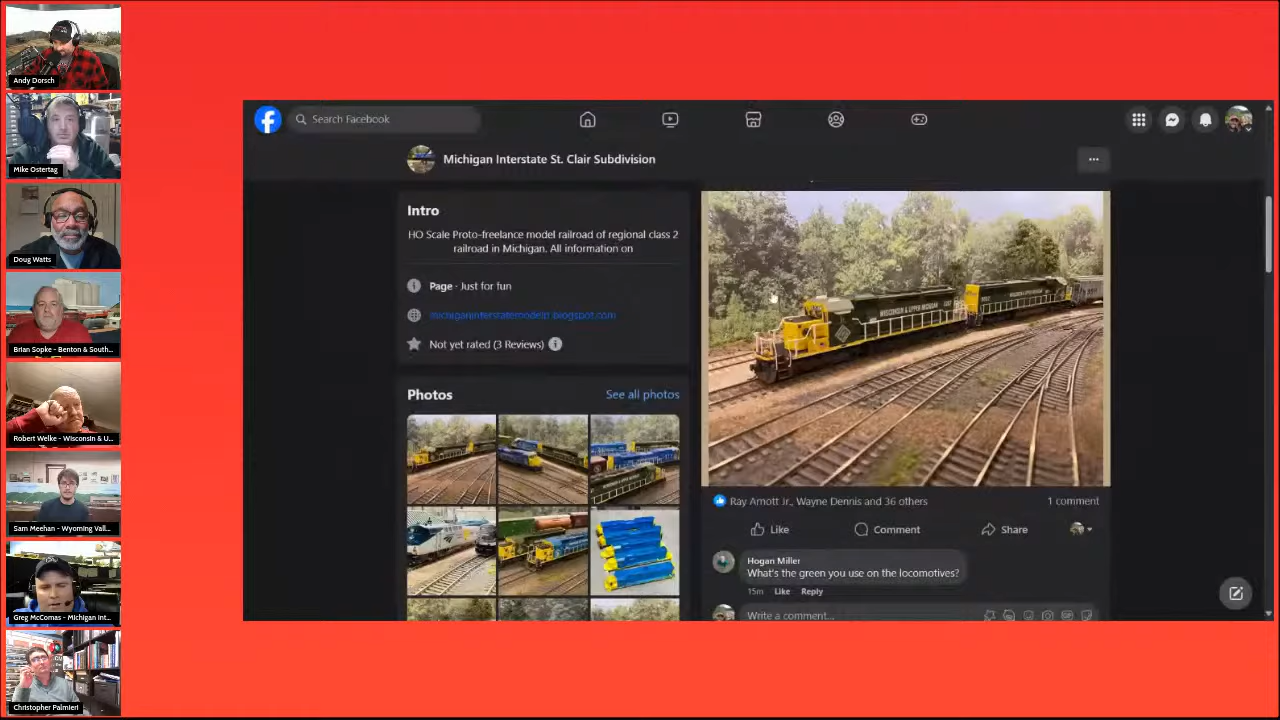 Andy Dorsch
Mike Ostertag
Doug Watts
Brian Sopke - Benton & South...
Robert Welke - Wisconsin & U...
Sam Meehan - Wyoming Vall...
Greg McComas - Michigan Int...
Christopher Palmieri
Search Facebook
Michigan Interstate St. Clair Subdivision
...
Intro
HO Scale Proto-freelance model railroad of regional class 2
railroad in Michigan. All information on
Page · Just for fun
Not yet rated (3 Reviews)
Photos
See all photos
WISCONSIN & UPPER MICHIGAN
Ray Amott Jr., Wayne Dennis and 36 others
1 comment
Like
Comment
Share
Hogan Miller
What's the green you use on the locomotives?
15m Like Reply
Write a comment...